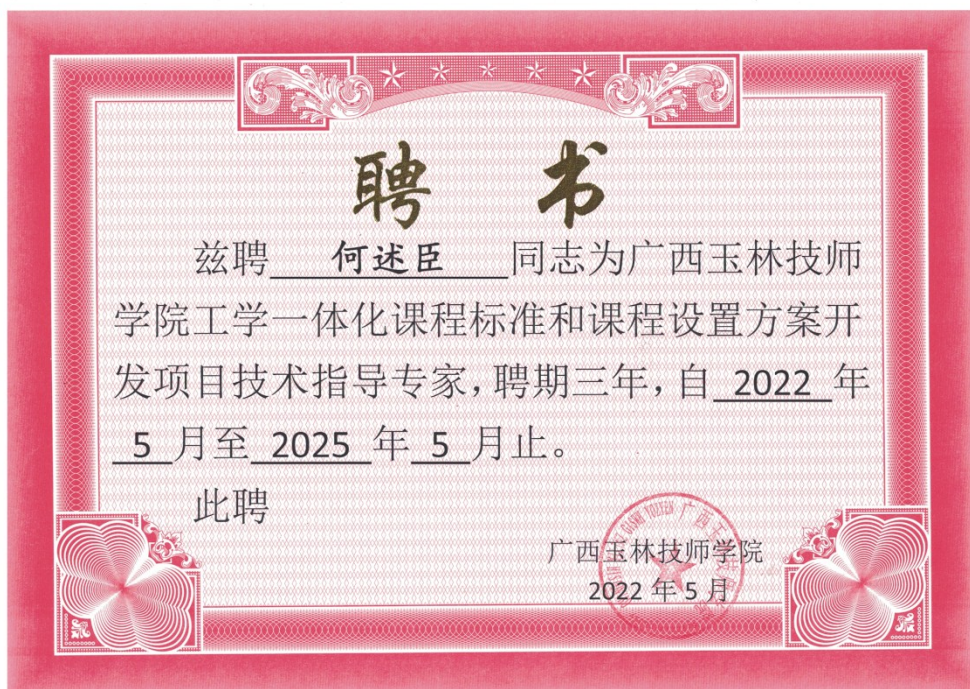 聘 书
兹聘 何述臣 同志为广西玉林技师
学院工学一体化课程标准和课程设置方案开
发项目技术指导专家，聘期三年，自 2022 年
5 月至 2025 年 5 月止。
此聘
广西玉林技师学院
2022 年 5 月